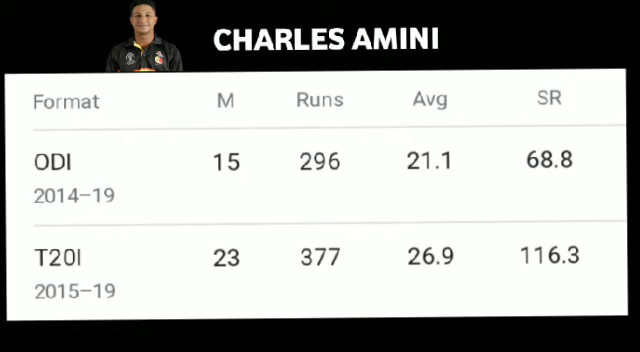 CHARLES AMINI
Format M Runs Avg SR
ODI 15 296 21.1 68.8
2014–19
T20I 23 377 26.9 116.3
2015–19